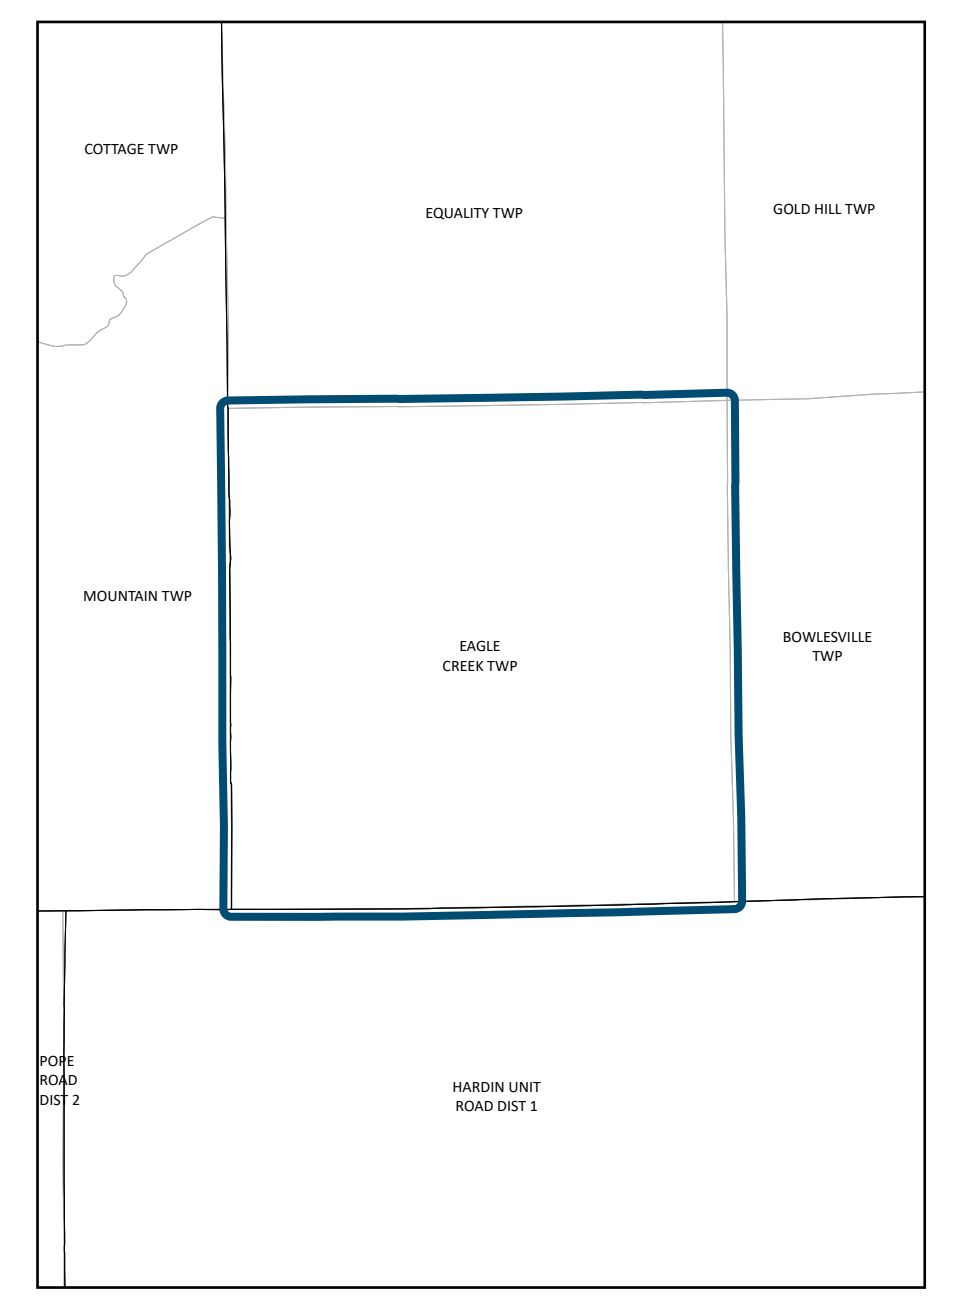 COTTAGE TWP
EQUALITY TWP
GOLD HILL TWP
MOUNTAIN TWP
EAGLE
CREEK TWP
BOWLESVILLE
TWP
POPE
ROAD
DIST 2
HARDIN UNIT
ROAD DIST 1